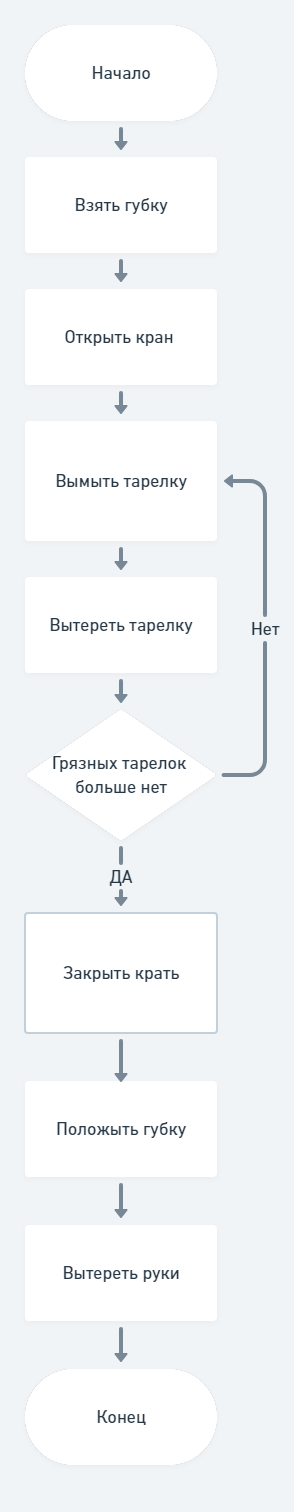 Начало
Взять губку
Открыть кран
Вымыть тарелку
Вытереть тарелку
Нет
Грязных тарелок
больше нет
ДА
Закрыть крать
Положыть губку
Вытереть руки
Конец